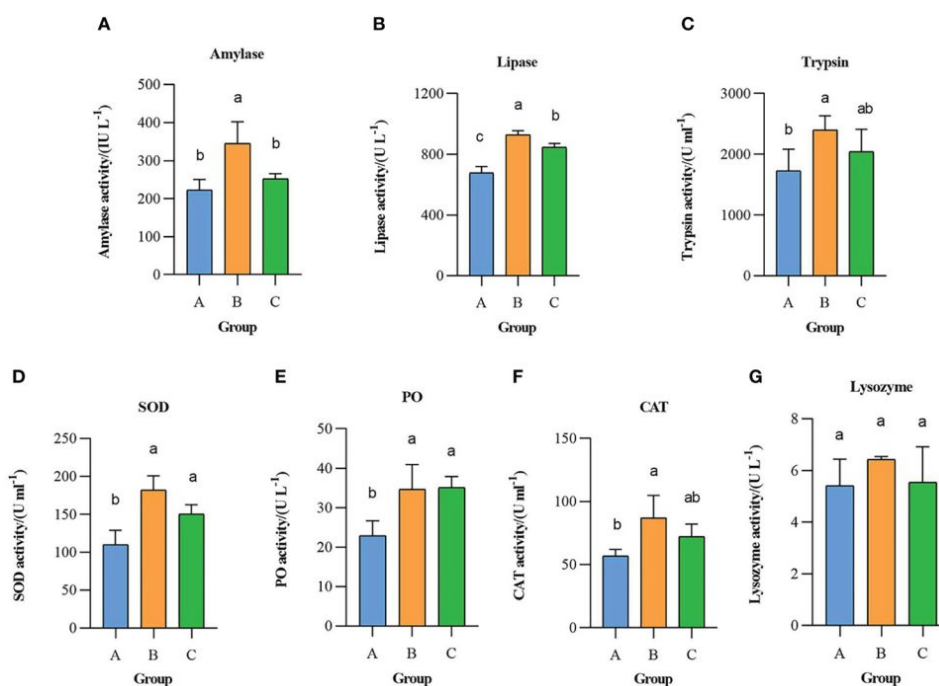 A
Amylase
Amylase activity/(IU L⁻¹)
500
400
300
200
100
0
b
a
b
A B C
Group
B
Lipase
Lipase activity/(U L⁻¹)
1200
800
400
0
c
a
b
A B C
Group
C
Trypsin
Trypsin activity/(U ml⁻¹)
3000
2000
1000
0
b
a
ab
A B C
Group
D
SOD
SOD activity/(U ml⁻¹)
250
200
150
100
50
0
b
a
a
A B C
Group
E
PO
PO activity/(U L⁻¹)
50
40
30
20
10
0
b
a
a
A B C
Group
F
CAT
CAT activity/(U ml⁻¹)
150
100
50
0
b
a
ab
A B C
Group
G
Lysozyme
Lysozyme activity/(U L⁻¹)
8
6
4
2
0
a
a
a
A B C
Group